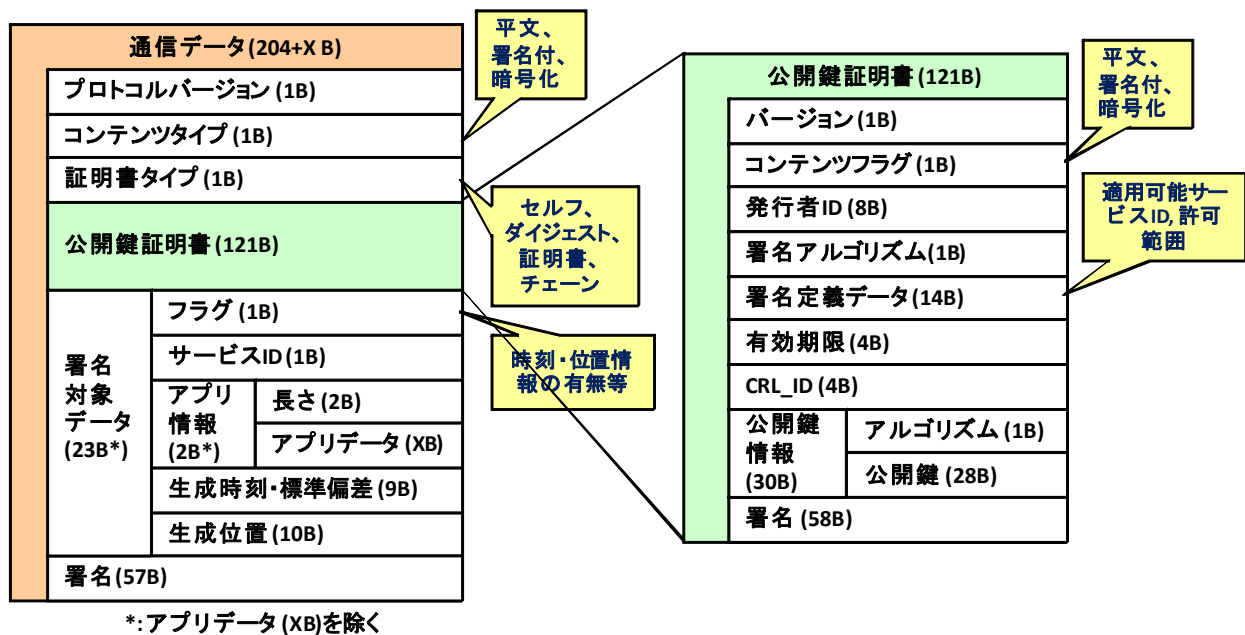 通信データ(204+X B)
プロトコルバージョン(1B)
コンテンツタイプ(1B)
証明書タイプ(1B)
公開鍵証明書(121B)
署名
対象
データ
(23B*)
フラグ(1B)
サービスID(1B)
アプリ
情報
(2B*)
長さ(2B)
アプリデータ(XB)
生成時刻・標準偏差(9B)
生成位置(10B)
署名(57B)
*:アプリデータ(XB)を除く
平文、
署名付、
暗号化
セルフ、
ダイジェスト、
証明書、
チェーン
時刻・位置情
報の有無等
公開鍵証明書(121B)
バージョン(1B)
コンテンツフラグ(1B)
発行者ID(8B)
署名アルゴリズム(1B)
署名定義データ(14B)
有効期限(4B)
CRL_ID(4B)
公開鍵
情報
(30B)
アルゴリズム(1B)
公開鍵(28B)
署名(58B)
平文、
署名付、
暗号化
適用可能サー
ビスID,許可
範囲